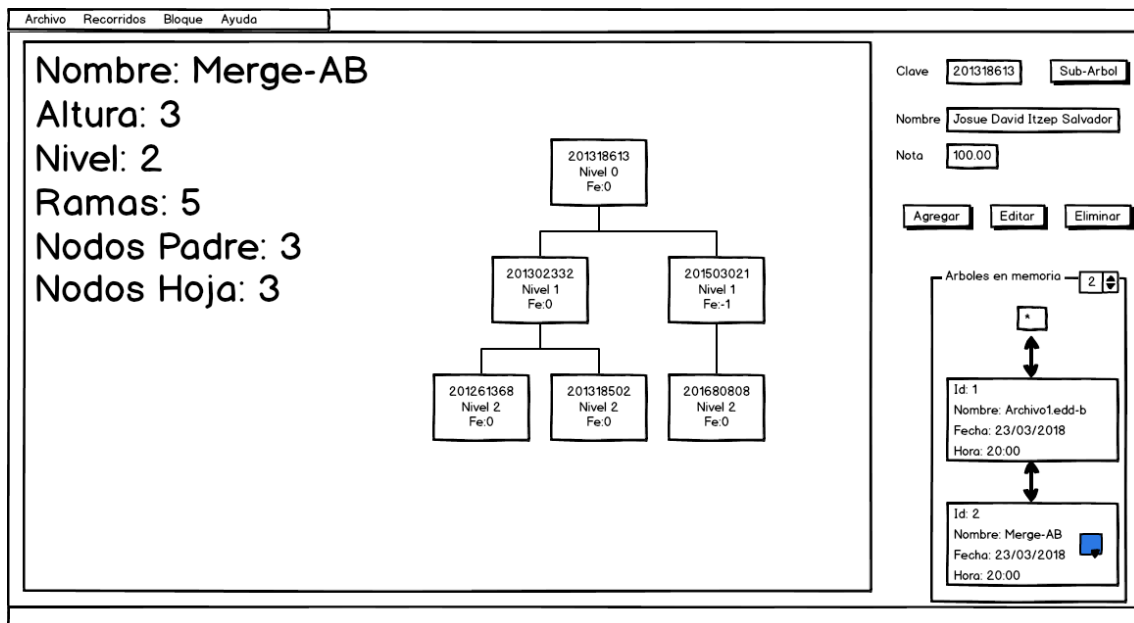 Archivo Recorridos Bloque Ayuda
Nombre: Merge-AB
Altura: 3
Nivel: 2
Ramas: 5
Nodos Padre: 3
Nodos Hoja: 3
201318613
Nivel 0
Fe:0
201302332
Nivel 1
Fe:0
201503021
Nivel 1
Fe:-1
201261368
Nivel 2
Fe:0
201318502
Nivel 2
Fe:0
201680808
Nivel 2
Fe:0
Clave 201318613 Sub-Arbol
Nombre Josue David Itzep Salvador
Nota 100.00
Agregar Editar Eliminar
Arboles en memoria 2
*
Id: 1
Nombre: Archivo1.edd-b
Fecha: 23/03/2018
Hora: 20:00
Id: 2
Nombre: Merge-AB
Fecha: 23/03/2018
Hora: 20:00